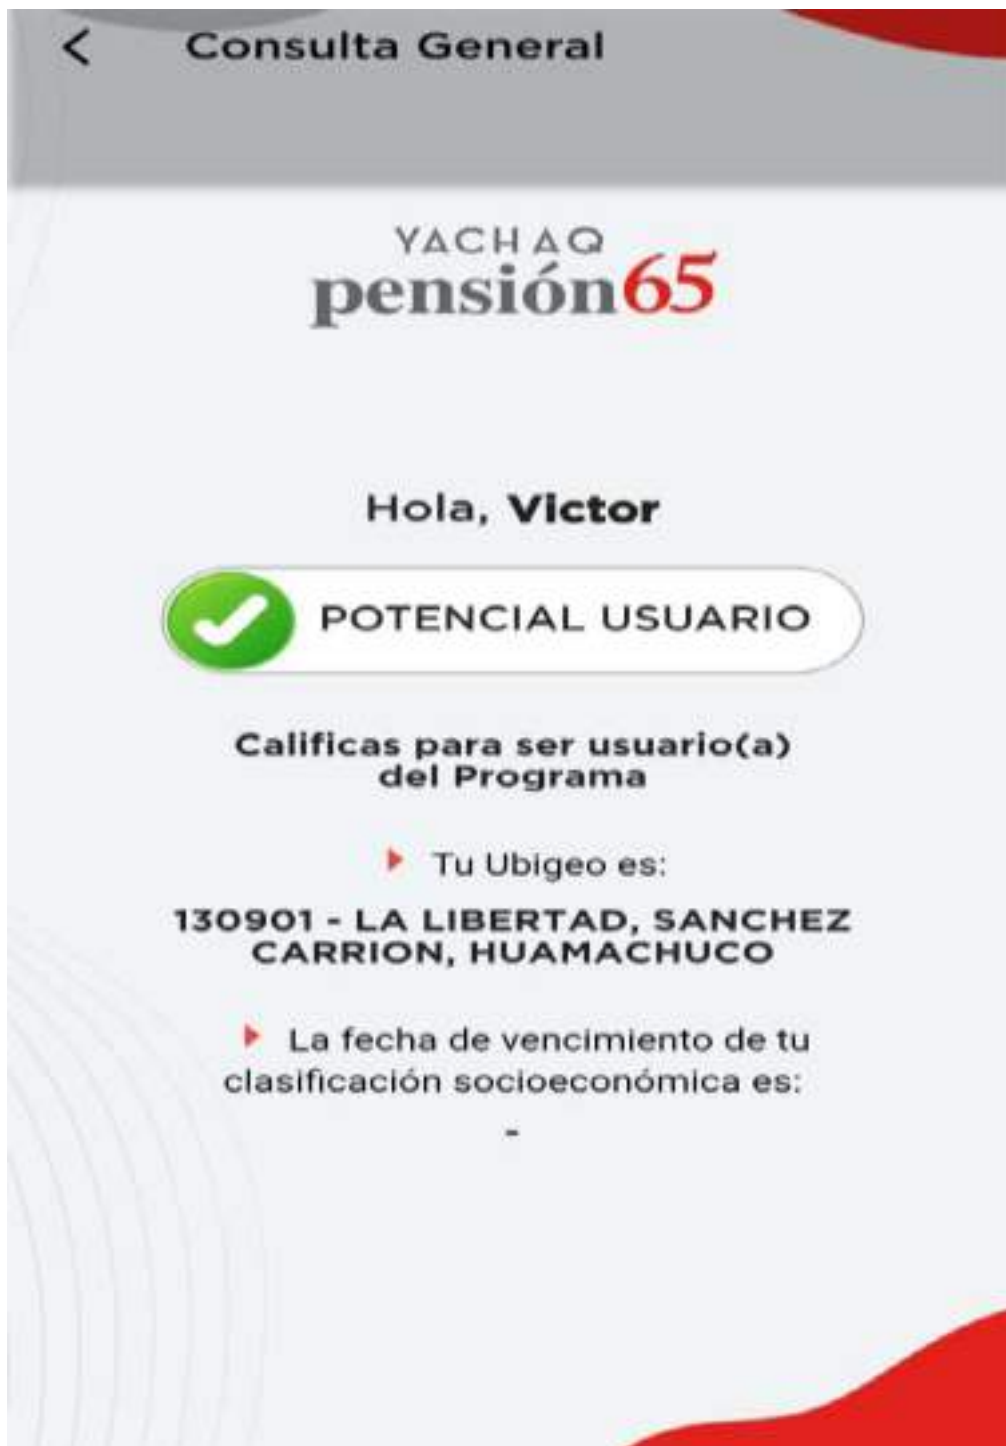 Consulta General
YACHAQ
pensión65
Hola, Victor
POTENCIAL USUARIO
Calificas para ser usuario(a)
del Programa
Tu Ubigeo es:
130901 - LA LIBERTAD, SANCHEZ
CARRION, HUAMACHUCO
La fecha de vencimiento de tu
clasificación socioeconómica es:
-